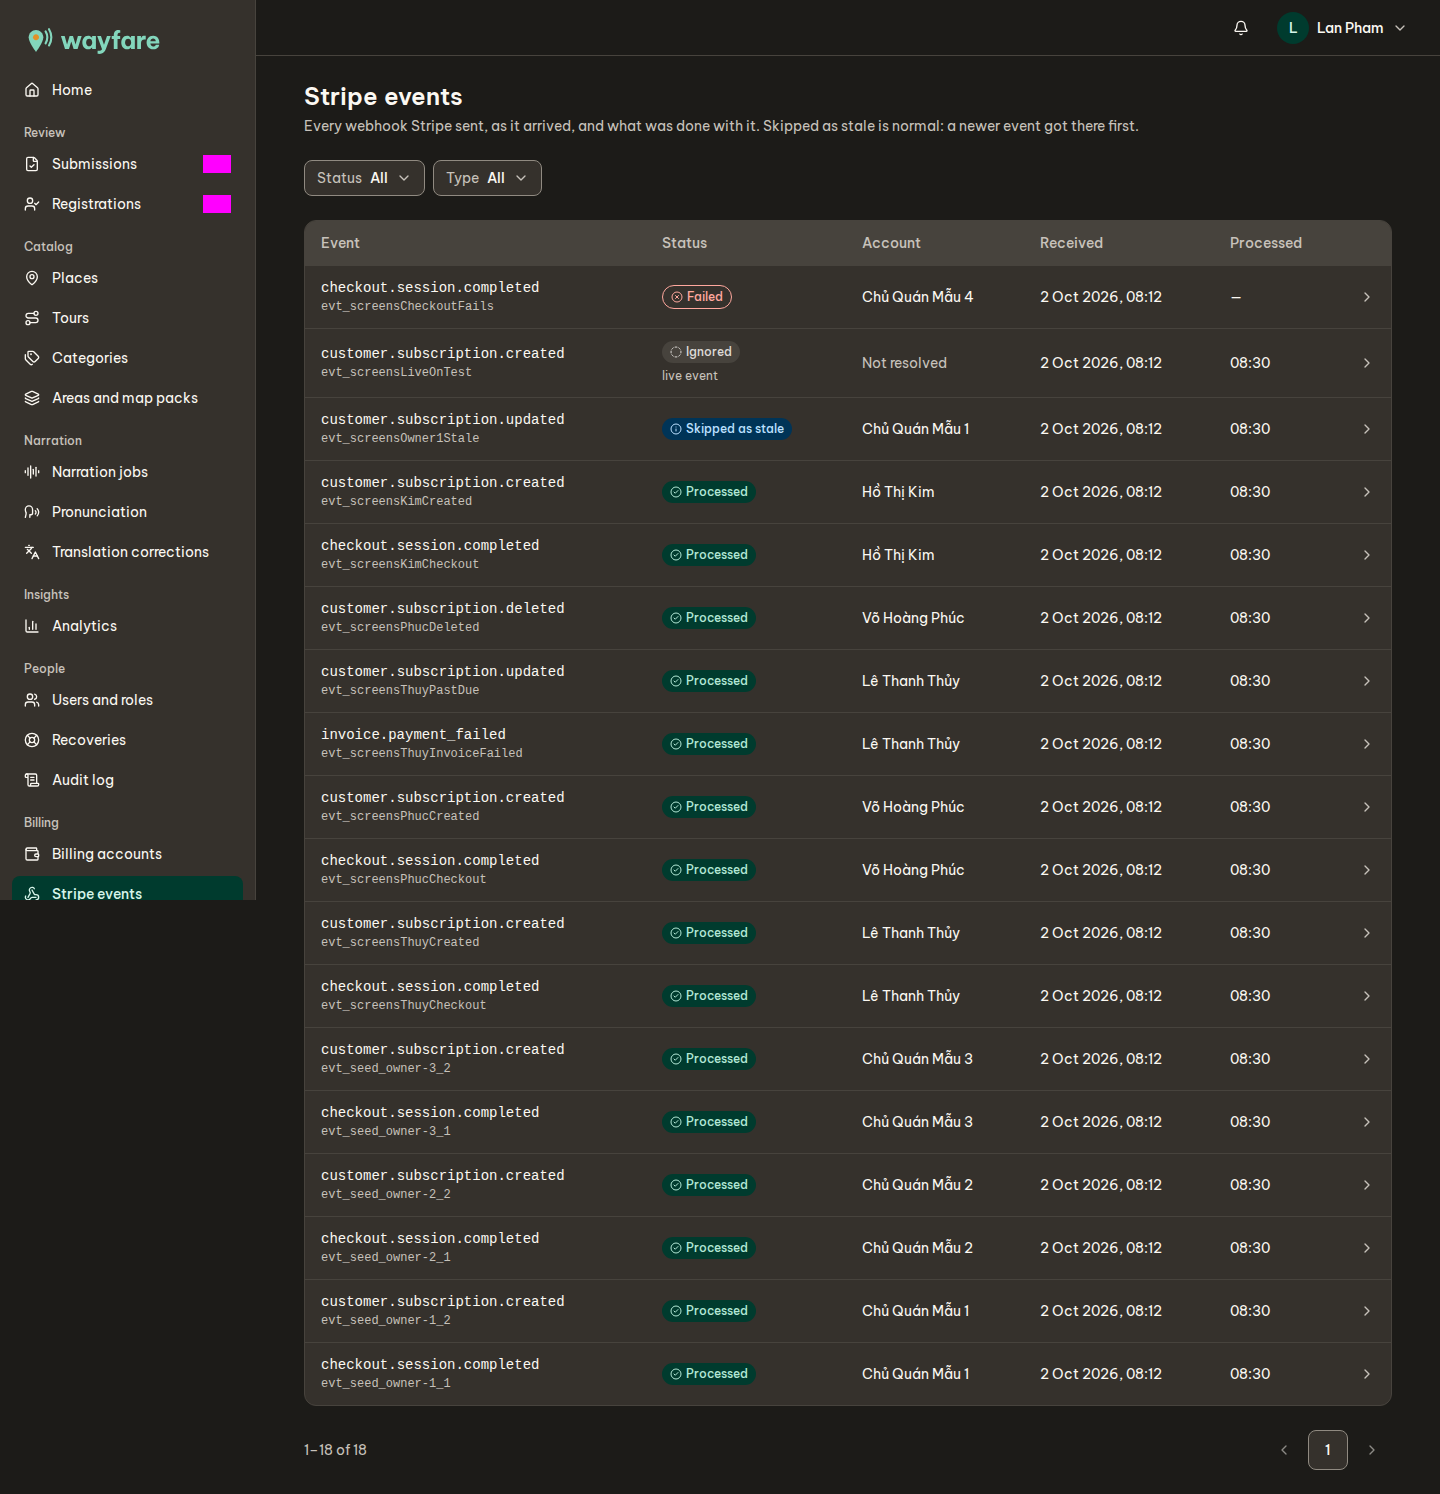 wayfare
L
Lan Pham
Home
Review
Submissions
Registrations
Catalog
Places
Tours
Categories
Areas and map packs
Narration
Narration jobs
Pronunciation
Translation corrections
Insights
Analytics
People
Users and roles
Recoveries
Audit log
Billing
Billing accounts
Stripe events
Stripe events
Every webhook Stripe sent, as it arrived, and what was done with it. Skipped as stale is normal: a newer event got there first.
Status All
Type All
Event Status Account Received Processed
checkout.session.completed
evt_screensCheckoutFails
Failed Chủ Quán Mẫu 4 2 Oct 2026, 08:12 –
customer.subscription.created
evt_screensLiveOnTest
Ignored
live event
Not resolved 2 Oct 2026, 08:12 08:30
customer.subscription.updated
evt_screensOwner1Stale
Skipped as stale Chủ Quán Mẫu 1 2 Oct 2026, 08:12 08:30
customer.subscription.created
evt_screensKimCreated
Processed Hồ Thị Kim 2 Oct 2026, 08:12 08:30
checkout.session.completed
evt_screensKimCheckout
Processed Hồ Thị Kim 2 Oct 2026, 08:12 08:30
customer.subscription.deleted
evt_screensPhucDeleted
Processed Võ Hoàng Phúc 2 Oct 2026, 08:12 08:30
customer.subscription.updated
evt_screensThuyPastDue
Processed Lê Thanh Thủy 2 Oct 2026, 08:12 08:30
invoice.payment_failed
evt_screensThuyInvoiceFailed
Processed Lê Thanh Thủy 2 Oct 2026, 08:12 08:30
customer.subscription.created
evt_screensPhucCreated
Processed Võ Hoàng Phúc 2 Oct 2026, 08:12 08:30
checkout.session.completed
evt_screensPhucCheckout
Processed Võ Hoàng Phúc 2 Oct 2026, 08:12 08:30
customer.subscription.created
evt_screensThuyCreated
Processed Lê Thanh Thủy 2 Oct 2026, 08:12 08:30
checkout.session.completed
evt_screensThuyCheckout
Processed Lê Thanh Thủy 2 Oct 2026, 08:12 08:30
customer.subscription.created
evt_seed_owner-3_2
Processed Chủ Quán Mẫu 3 2 Oct 2026, 08:12 08:30
checkout.session.completed
evt_seed_owner-3_1
Processed Chủ Quán Mẫu 3 2 Oct 2026, 08:12 08:30
customer.subscription.created
evt_seed_owner-2_2
Processed Chủ Quán Mẫu 2 2 Oct 2026, 08:12 08:30
checkout.session.completed
evt_seed_owner-2_1
Processed Chủ Quán Mẫu 2 2 Oct 2026, 08:12 08:30
customer.subscription.created
evt_seed_owner-1_2
Processed Chủ Quán Mẫu 1 2 Oct 2026, 08:12 08:30
checkout.session.completed
evt_seed_owner-1_1
Processed Chủ Quán Mẫu 1 2 Oct 2026, 08:12 08:30
1–18 of 18
1